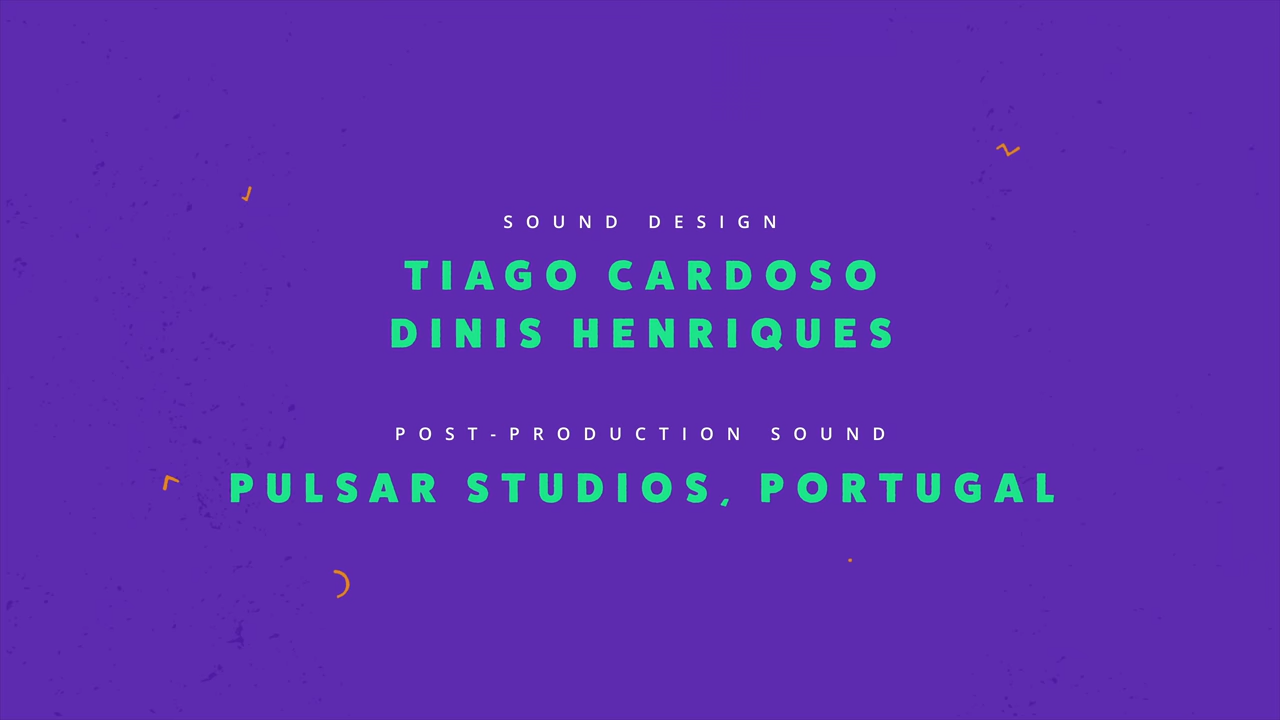 SOUND DESIGN
TIAGO CARDOSO
DINIS HENRIQUES
POST-PRODUCTION SOUND
PULSAR STUDIOS, PORTUGAL